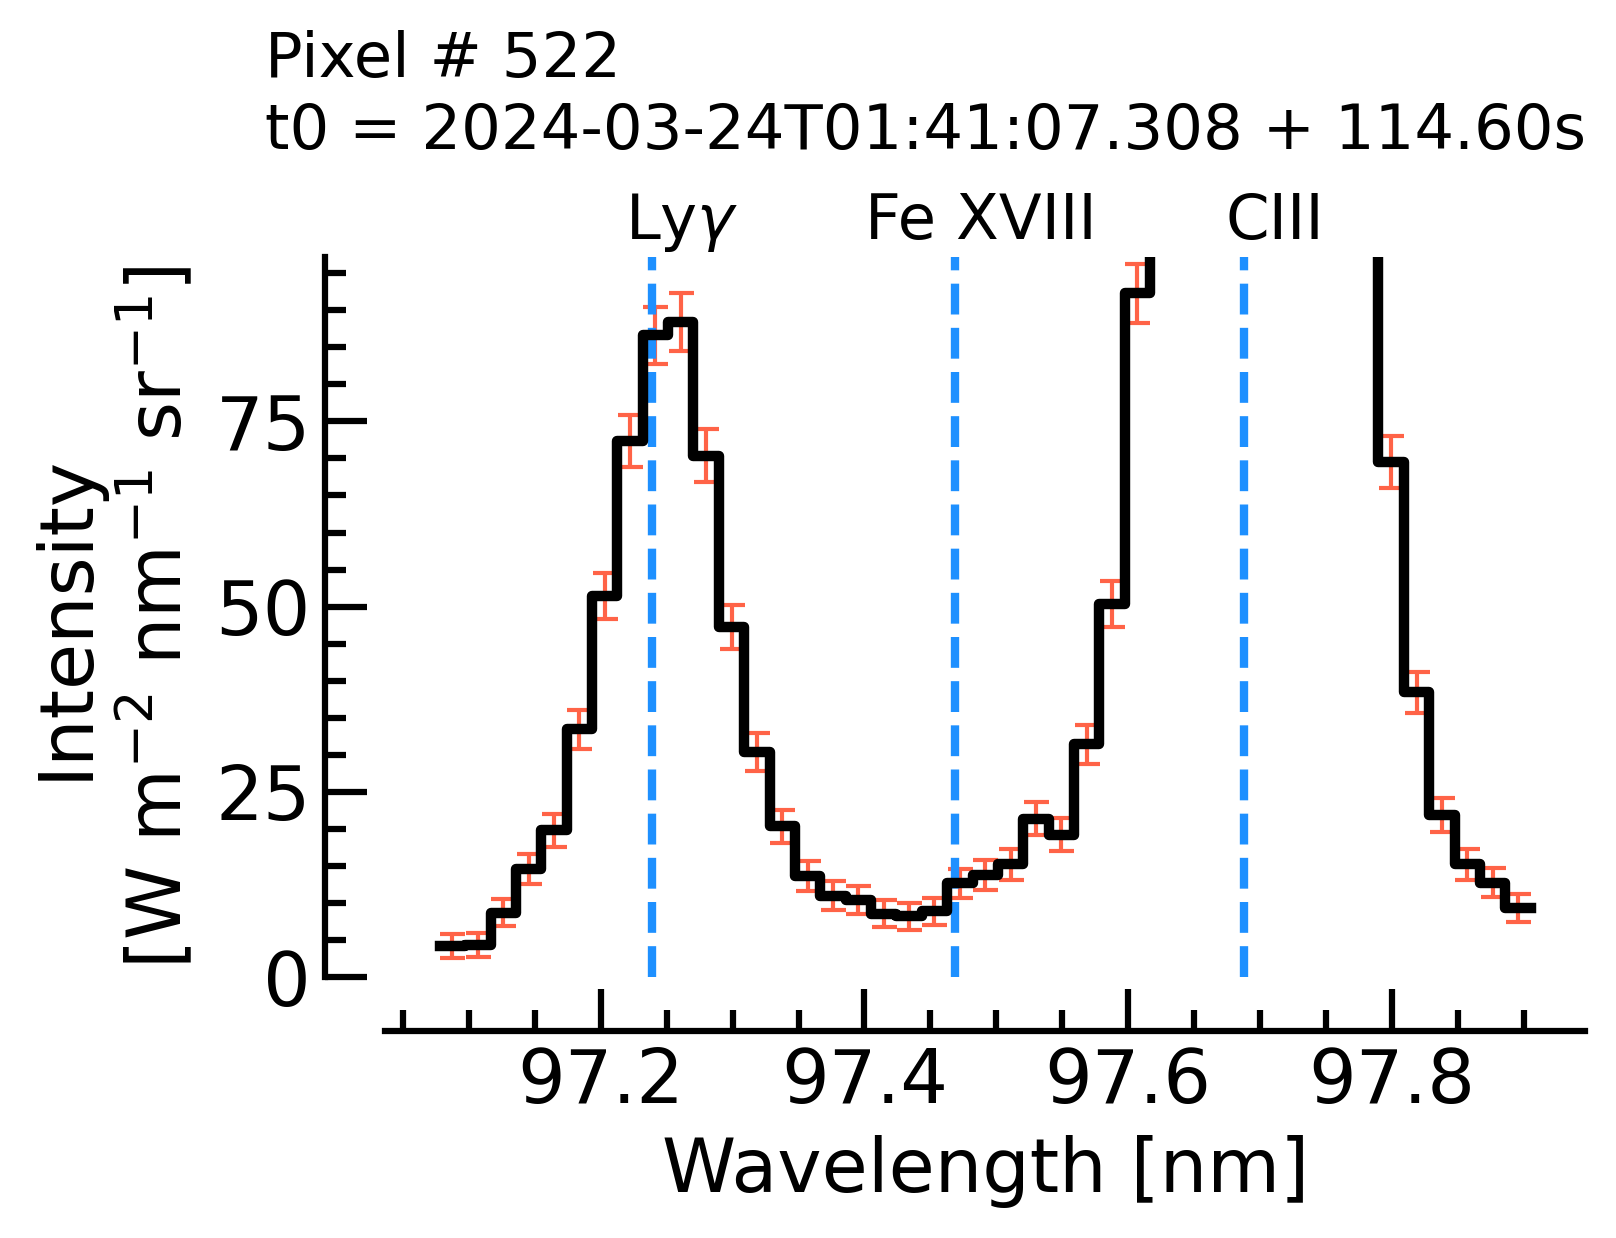 Pixel # 522
t0 = 2024-03-24T01:41:07.308 + 114.60s
Lyγ Fe XVIII CIII
Intensity
[W m⁻² nm⁻¹ sr⁻¹]
75
50
25
0
97.2 97.4 97.6 97.8
Wavelength [nm]